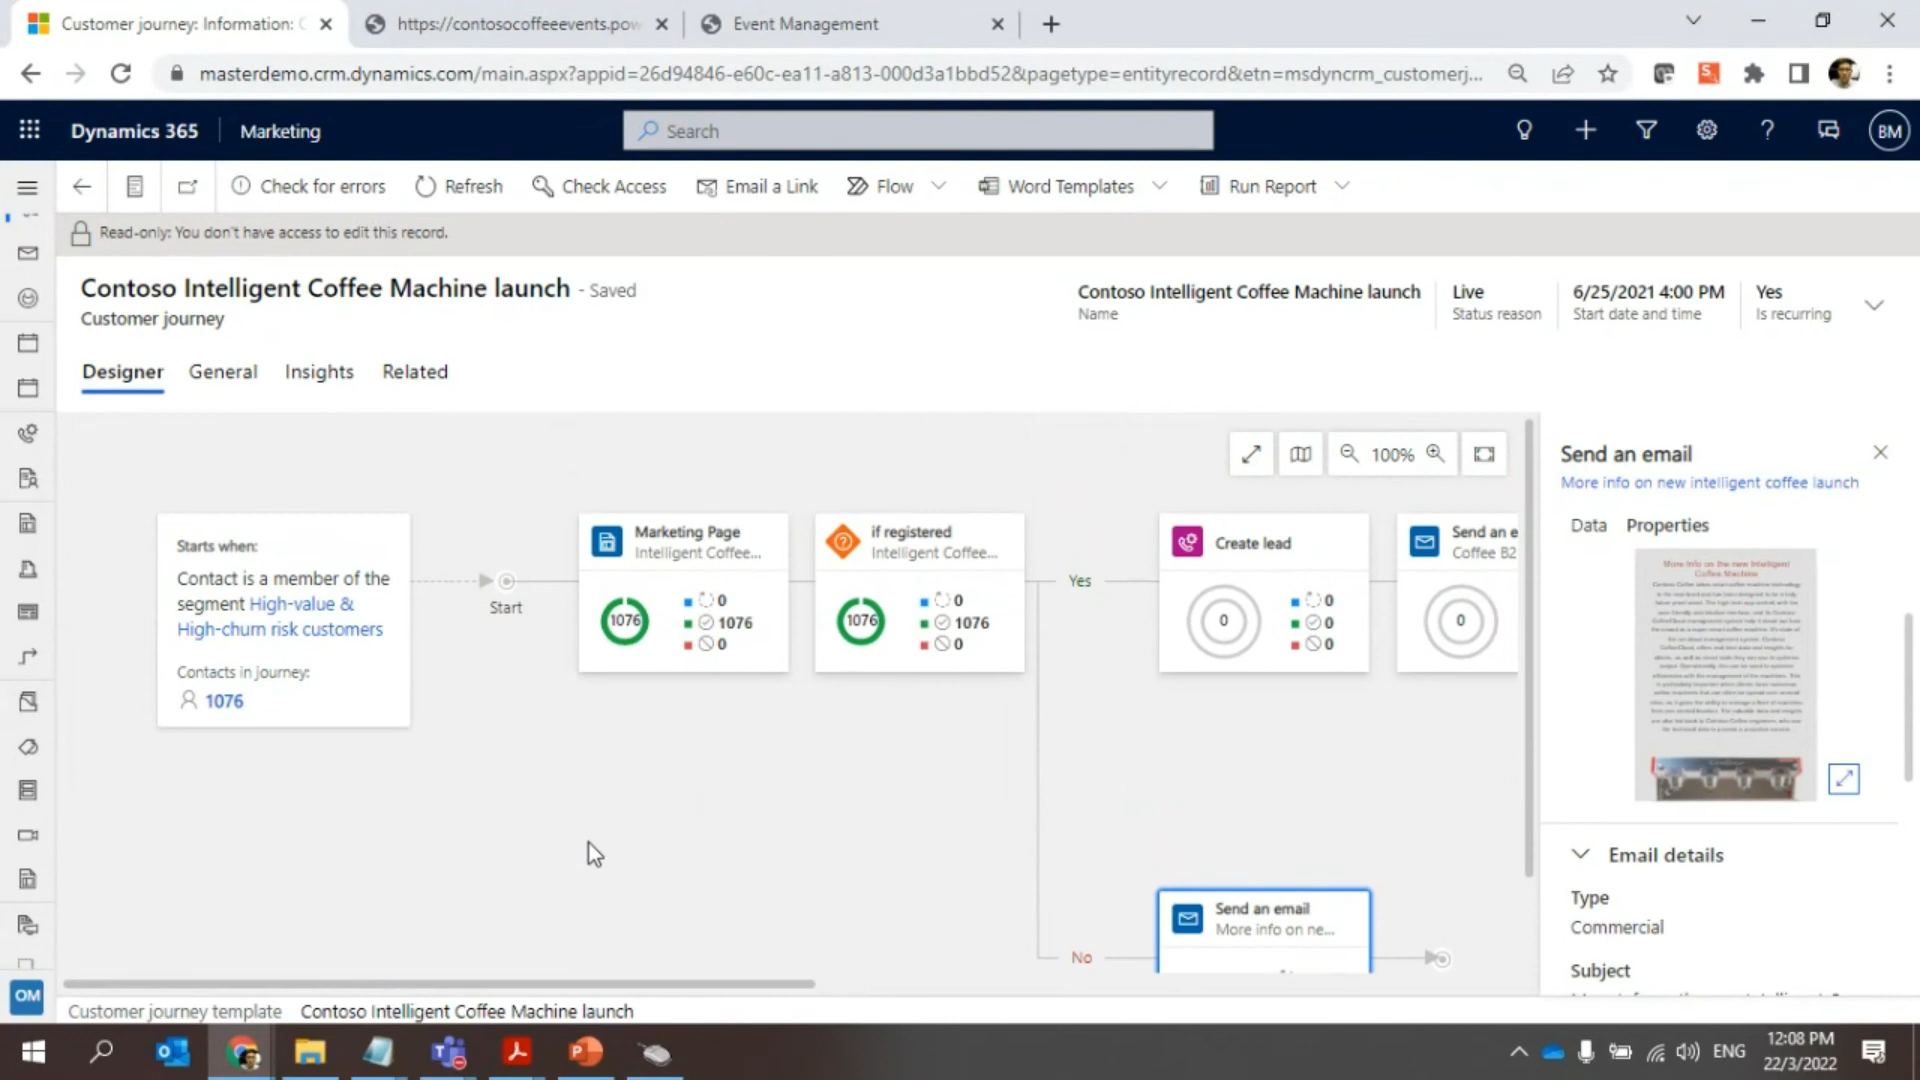 Customer journey: Information: C
https://contosocoffeeevents.pow
Event Management
masterdemo.crm.dynamics.com/main.aspx?appid=26d94846-e60c-ea11-a813-000d3a1bbd52&pagetype=entityrecord&etn=msdyncrm_customerj...
Dynamics 365
Marketing
Search
BM
Check for errors
Refresh
Check Access
Email a Link
Flow
Word Templates
Run Report
Read-only: You don't have access to edit this record.
Contoso Intelligent Coffee Machine launch - Saved
Customer journey
Contoso Intelligent Coffee Machine launch
Name
Live
Status reason
6/25/2021 4:00 PM
Start date and time
Yes
Is recurring
Designer
General
Insights
Related
100%
Starts when:
Contact is a member of the
segment High-value &
High-churn risk customers
Contacts in journey:
1076
Start
Marketing Page
Intelligent Coffee...
1076
0
1076
0
if registered
Intelligent Coffee...
1076
0
1076
0
Yes
Create lead
0
0
0
0
Send an e
Coffee B2
0
No
Send an email
More info on ne...
Send an email
More info on new intelligent coffee launch
Data
Properties
More Info on the new Intelligent
Coffee Machine
Email details
Type
Commercial
Subject
OM
Customer journey template
Contoso Intelligent Coffee Machine launch
ENG
12:08 PM
22/3/2022